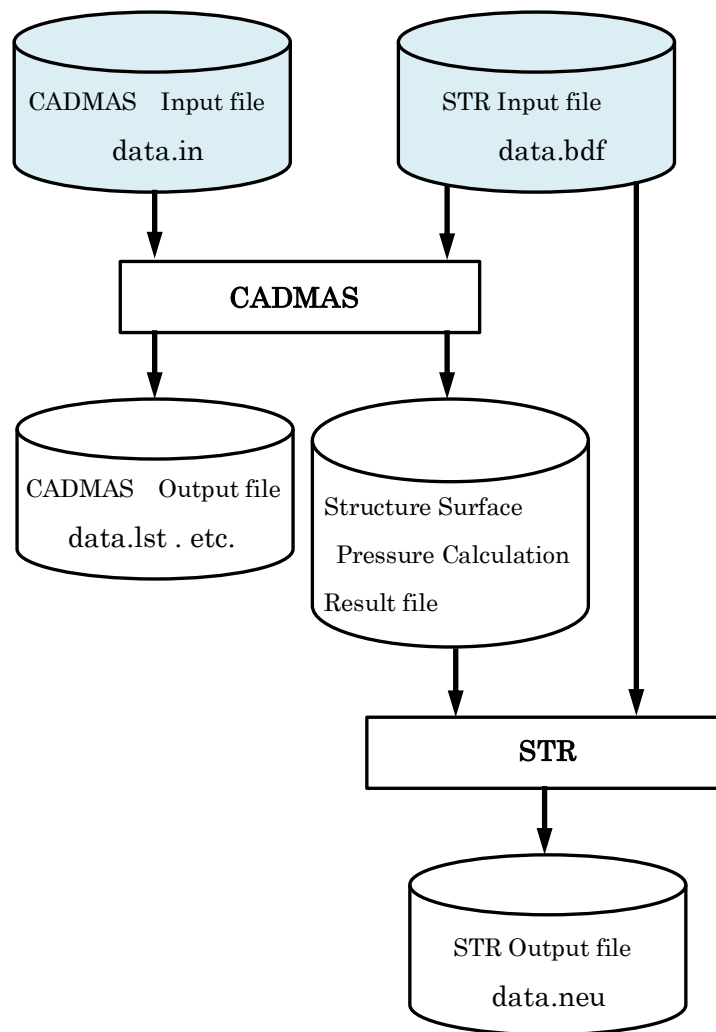 CADMAS Input file
data.in
STR Input file
data.bdf
CADMAS
CADMAS Output file
data.lst . etc.
Structure Surface
Pressure Calculation
Result file
STR
STR Output file
data.neu